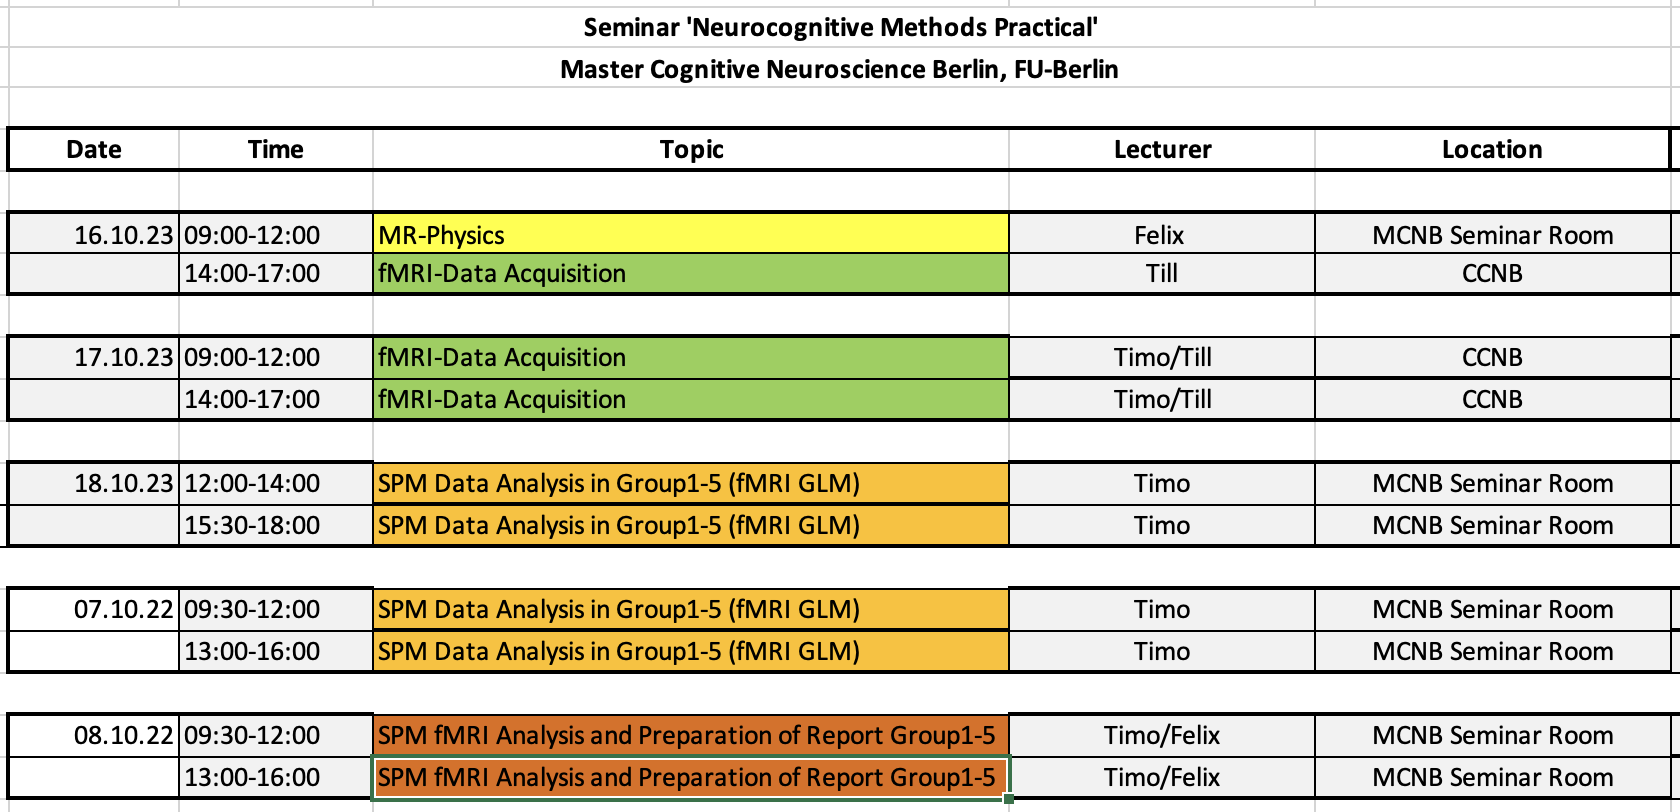 Seminar 'Neurocognitive Methods Practical'
Master Cognitive Neuroscience Berlin, FU-Berlin
Date Time Topic Lecturer Location
16.10.23 09:00-12:00 MR-Physics Felix MCNB Seminar Room
14:00-17:00 fMRI-Data Acquisition Till CCNB
17.10.23 09:00-12:00 fMRI-Data Acquisition Timo/Till CCNB
14:00-17:00 fMRI-Data Acquisition Timo/Till CCNB
18.10.23 12:00-14:00 SPM Data Analysis in Group1-5 (fMRI GLM) Timo MCNB Seminar Room
15:30-18:00 SPM Data Analysis in Group1-5 (fMRI GLM) Timo MCNB Seminar Room
07.10.22 09:30-12:00 SPM Data Analysis in Group1-5 (fMRI GLM) Timo MCNB Seminar Room
13:00-16:00 SPM Data Analysis in Group1-5 (fMRI GLM) Timo MCNB Seminar Room
08.10.22 09:30-12:00 SPM fMRI Analysis and Preparation of Report Group1-5 Timo/Felix MCNB Seminar Room
13:00-16:00 SPM fMRI Analysis and Preparation of Report Group1-5 Timo/Felix MCNB Seminar Room